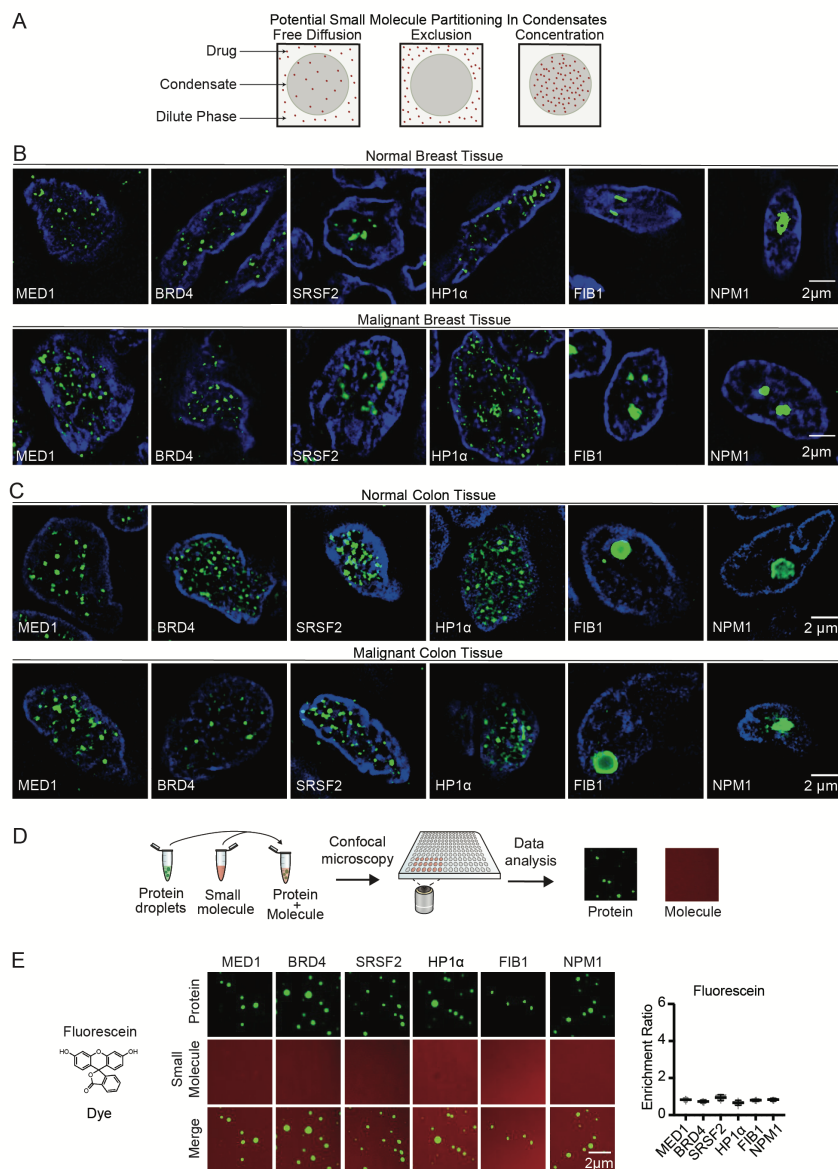 A
Potential Small Molecule Partitioning In Condensates
Free Diffusion Exclusion Concentration
Drug
Condensate
Dilute Phase
B
Normal Breast Tissue
MED1 BRD4 SRSF2 HP1α FIB1 NPM1
2μm
Malignant Breast Tissue
MED1 BRD4 SRSF2 HP1α FIB1 NPM1
2μm
C
Normal Colon Tissue
MED1 BRD4 SRSF2 HP1α FIB1 NPM1
2 μm
Malignant Colon Tissue
MED1 BRD4 SRSF2 HP1α FIB1 NPM1
2 μm
D
Protein droplets
Small molecule
Protein + Molecule
Confocal microscopy
Data analysis
Protein
Molecule
E
MED1 BRD4 SRSF2 HP1α FIB1 NPM1
Protein
Small Molecule
Merge
2μm
Fluorescein
HO
OH
O
O
O
Dye
Fluorescein
Enrichment Ratio
6
4
2
0
MED1 BRD4 SRSF2 HP1α FIB1 NPM1